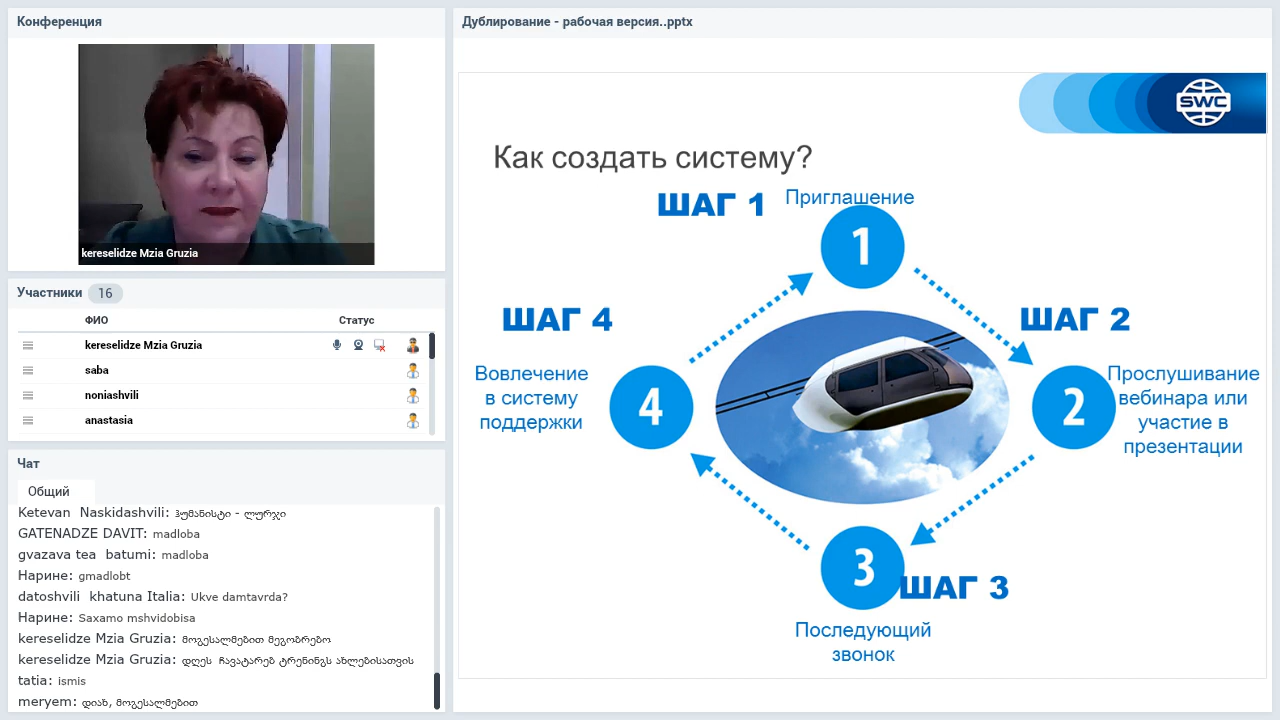 Конференция
kereselidze Mzia Gruzia
Участники 16
ФИО Статус
kereselidze Mzia Gruzia
saba
noniashvili
anastasia
Чат
Общий
Ketevan Naskidashvili: ჰუმანისტი - ლურჯი
GATENADZE DAVIT: madloba
gvazava tea batumi: madloba
Нарине: gmadlobt
datoshvili khatuna Italia: Ukve damtavrda?
Нарине: Saxamo mshvidobisa
kereselidze Mzia Gruzia: მოგესალმებით მეგობრებო
kereselidze Mzia Gruzia: დღეს ჩავატარებ ტრენინგს ახლებისათვის
tatia: ismis
meryem: დიახ, მოგესალმებით
Дублирование - рабочая версия..pptx
SWC
Как создать систему?
ШАГ 1
Приглашение
1
ШАГ 2
2
Прослушивание
вебинара или
участие в
презентации
3
ШАГ 3
Последующий
звонок
ШАГ 4
4
Вовлечение
в систему
поддержки